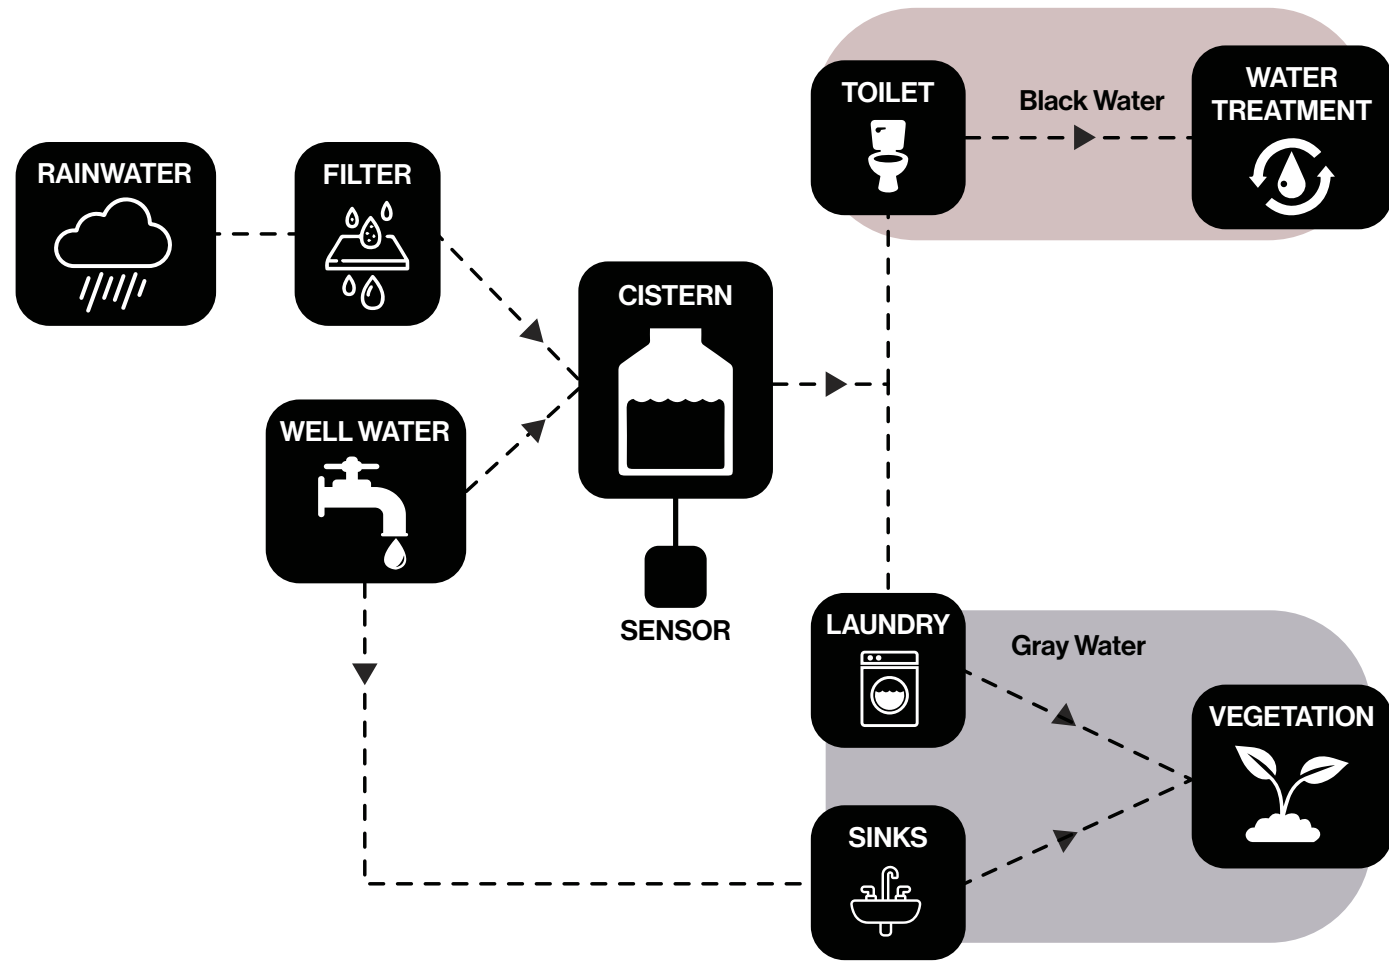 TOILET
Black Water
WATER
TREATMENT
RAINWATER
FILTER
CISTERN
WELL WATER
SENSOR
LAUNDRY
Gray Water
VEGETATION
SINKS